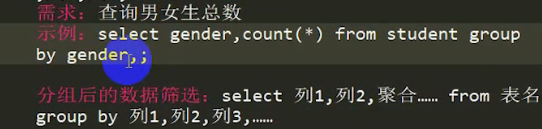 需求：查询男女生总数
示例：select gender,count(*) from student group
by gender,;
分组后的数据筛选：select 列1,列2,聚合…… from 表名
group by 列1,列2,列3,……